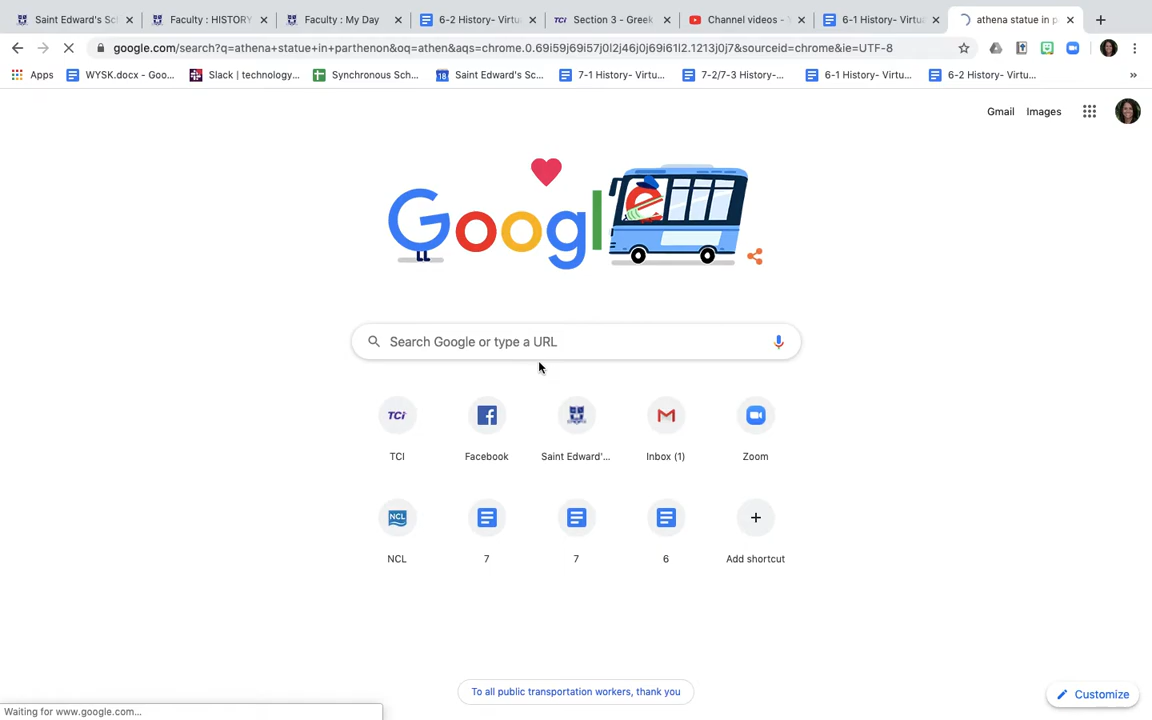 Saint Edward's Sch
Faculty : HISTORY
Faculty : My Day
6-2 History- Virtu
TCi Section 3 - Greek
Channel videos - Y
6-1 History- Virtu
athena statue in p
google.com/search?q=athena+statue+in+parthenon&oq=athen&aqs=chrome.0.69i59j69i57j0l2j46j0j69i61l2.1213j0j7&sourceid=chrome&ie=UTF-8
Apps
WYSK.docx - Goo...
Slack | technology...
Synchronous Sch...
18 Saint Edward's Sc...
7-1 History- Virtu...
7-2/7-3 History-...
6-1 History- Virtu...
6-2 History- Virtu...
Gmail Images
Google
Search Google or type a URL
TCi
TCI Facebook Saint Edward'... Inbox (1) Zoom
NCL
NCL 7 7 6 Add shortcut
To all public transportation workers, thank you
Customize
Waiting for www.google.com...